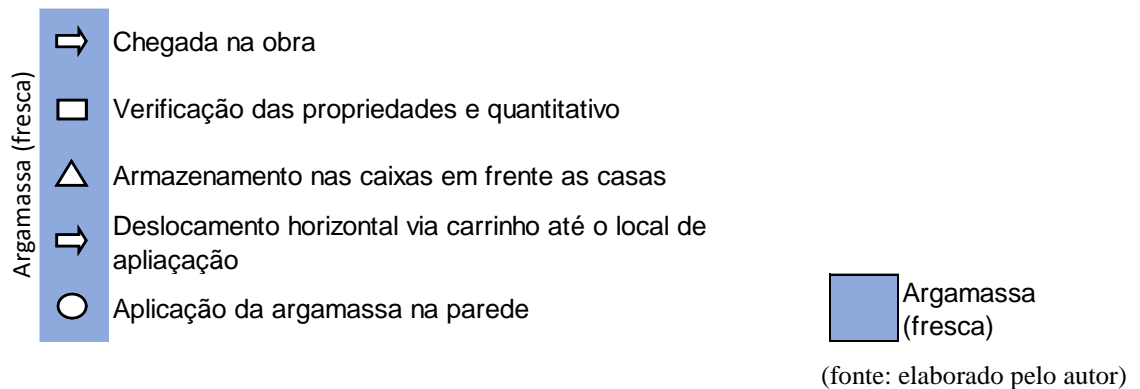 Argamassa (fresca)
Chegada na obra
Verificação das propriedades e quantitativo
Armazenamento nas caixas em frente as casas
Deslocamento horizontal via carrinho até o local de
apliaçação
Aplicação da argamassa na parede
Argamassa
(fresca)
(fonte: elaborado pelo autor)